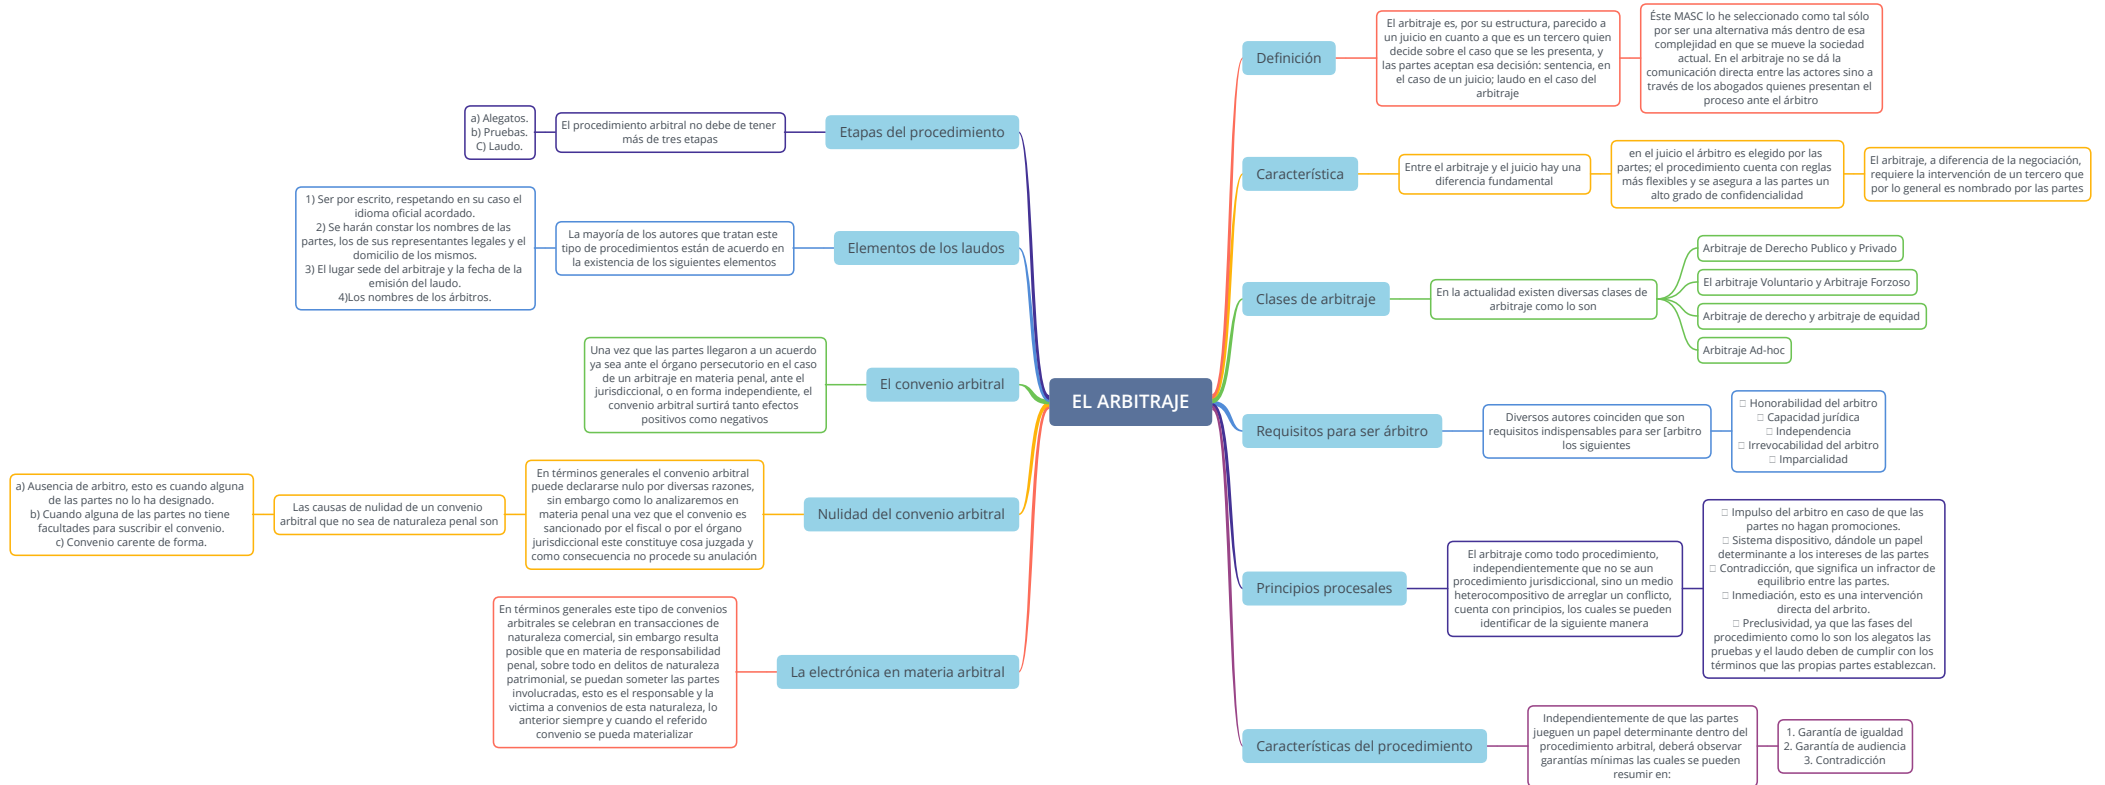 EL ARBITRAJE
Definición
El arbitraje es, por su estructura, parecido a
un juicio en cuanto a que es un tercero quien
decide sobre el caso que se les presenta, y
las partes aceptan esa decisión: sentencia, en
el caso de un juicio; laudo en el caso del
arbitraje
Éste MASC lo he seleccionado como tal sólo
por ser una alternativa más dentro de esa
complejidad en que se mueve la sociedad
actual. En el arbitraje no se dá la
comunicación directa entre las actores sino a
través de los abogados quienes presentan el
proceso ante el árbitro
Característica
Entre el arbitraje y el juicio hay una
diferencia fundamental
en el juicio el árbitro es elegido por las
partes; el procedimiento cuenta con reglas
más flexibles y se asegura a las partes un
alto grado de confidencialidad
El arbitraje, a diferencia de la negociación,
requiere la intervención de un tercero que
por lo general es nombrado por las partes
Clases de arbitraje
En la actualidad existen diversas clases de
arbitraje como lo son
Arbitraje de Derecho Publico y Privado
El arbitraje Voluntario y Arbitraje Forzoso
Arbitraje de derecho y arbitraje de equidad
Arbitraje Ad-hoc
Requisitos para ser árbitro
Diversos autores coinciden que son
requisitos indispensables para ser [arbitro
los siguientes
Honorabilidad del arbitro
Capacidad jurídica
Independencia
Irrevocabilidad del arbitro
Imparcialidad
Principios procesales
El arbitraje como todo procedimiento,
independientemente que no se aun
procedimiento jurisdiccional, sino un medio
heterocompositivo de arreglar un conflicto,
cuenta con principios, los cuales se pueden
identificar de la siguiente manera
Impulso del arbitro en caso de que las
partes no hagan promociones.
Sistema dispositivo, dándole un papel
determinante a los intereses de las partes
Contradicción, que significa un infractor de
equilibrio entre las partes.
Inmediación, esto es una intervención
directa del arbrito.
Preclusividad, ya que las fases del
procedimiento como lo son los alegatos las
pruebas y el laudo deben de cumplir con los
términos que las propias partes establezcan.
Características del procedimiento
Independientemente de que las partes
jueguen un papel determinante dentro del
procedimiento arbitral, deberá observar
garantías mínimas las cuales se pueden
resumir en:
1. Garantía de igualdad
2. Garantía de audiencia
3. Contradicción
Etapas del procedimiento
El procedimiento arbitral no debe de tener
más de tres etapas
a) Alegatos.
b) Pruebas.
C) Laudo.
Elementos de los laudos
La mayoría de los autores que tratan este
tipo de procedimientos están de acuerdo en
la existencia de los siguientes elementos
1) Ser por escrito, respetando en su caso el
idioma oficial acordado.
2) Se harán constar los nombres de las
partes, los de sus representantes legales y el
domicilio de los mismos.
3) El lugar sede del arbitraje y la fecha de la
emisión del laudo.
4)Los nombres de los árbitros.
El convenio arbitral
Una vez que las partes llegaron a un acuerdo
ya sea ante el órgano persecutorio en el caso
de un arbitraje en materia penal, ante el
jurisdiccional, o en forma independiente, el
convenio arbitral surtirá tanto efectos
positivos como negativos
Nulidad del convenio arbitral
En términos generales el convenio arbitral
puede declararse nulo por diversas razones,
sin embargo como lo analizaremos en
materia penal una vez que el convenio es
sancionado por el fiscal o por el órgano
jurisdiccional este constituye cosa juzgada y
como consecuencia no procede su anulación
Las causas de nulidad de un convenio
arbitral que no sea de naturaleza penal son
a) Ausencia de arbitro, esto es cuando alguna
de las partes no lo ha designado.
b) Cuando alguna de las partes no tiene
facultades para suscribir el convenio.
c) Convenio carente de forma.
La electrónica en materia arbitral
En términos generales este tipo de convenios
arbitrales se celebran en transacciones de
naturaleza comercial, sin embargo resulta
posible que en materia de responsabilidad
penal, sobre todo en delitos de naturaleza
patrimonial, se puedan someter las partes
involucradas, esto es el responsable y la
victima a convenios de esta naturaleza, lo
anterior siempre y cuando el referido
convenio se pueda materializar